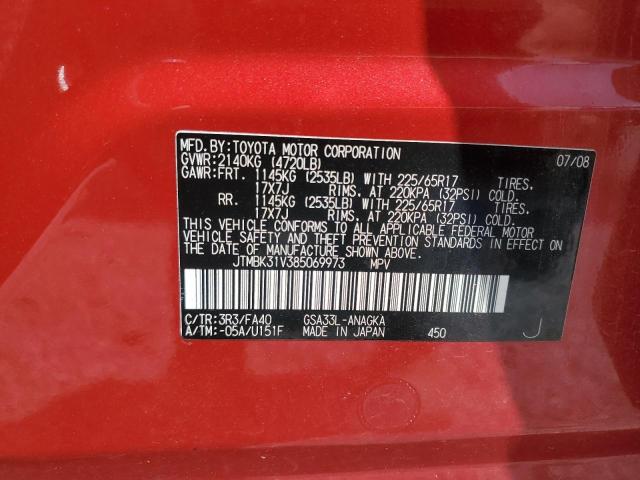 MFD.BY:TOYOTA MOTOR CORPORATION 07/08
GVWR:2140KG (4720LB)
GAWR:FRT. 1145KG (2535LB) WITH 225/65R17 TIRES.
17X7J RIMS. AT 220KPA (32PSI) COLD.
RR. 1145KG (2535LB) WITH 225/65R17 TIRES.
17X7J RIMS. AT 220KPA (32PSI) COLD.
THIS VEHICLE CONFORMS TO ALL APPLICABLE FEDERAL MOTOR
VEHICLE SAFETY AND THEFT PREVENTION STANDARDS IN EFFECT ON
THE DATE OF MANUFACTURE SHOWN ABOVE.
JTMBK31V385069973 MPV
C/TR:3R3/FA40 GSA33L-ANAGKA
A/TM:-05A/U151F MADE IN JAPAN 450 J